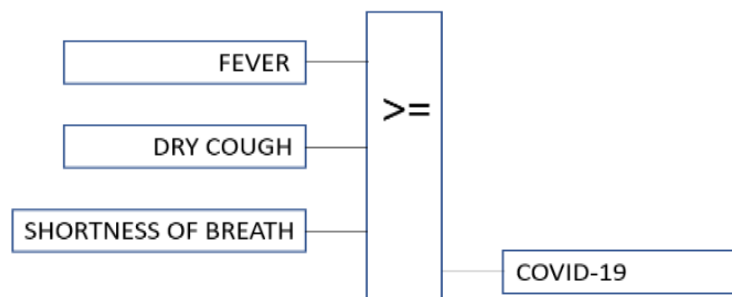 FEVER
>=
DRY COUGH
SHORTNESS OF BREATH
COVID-19